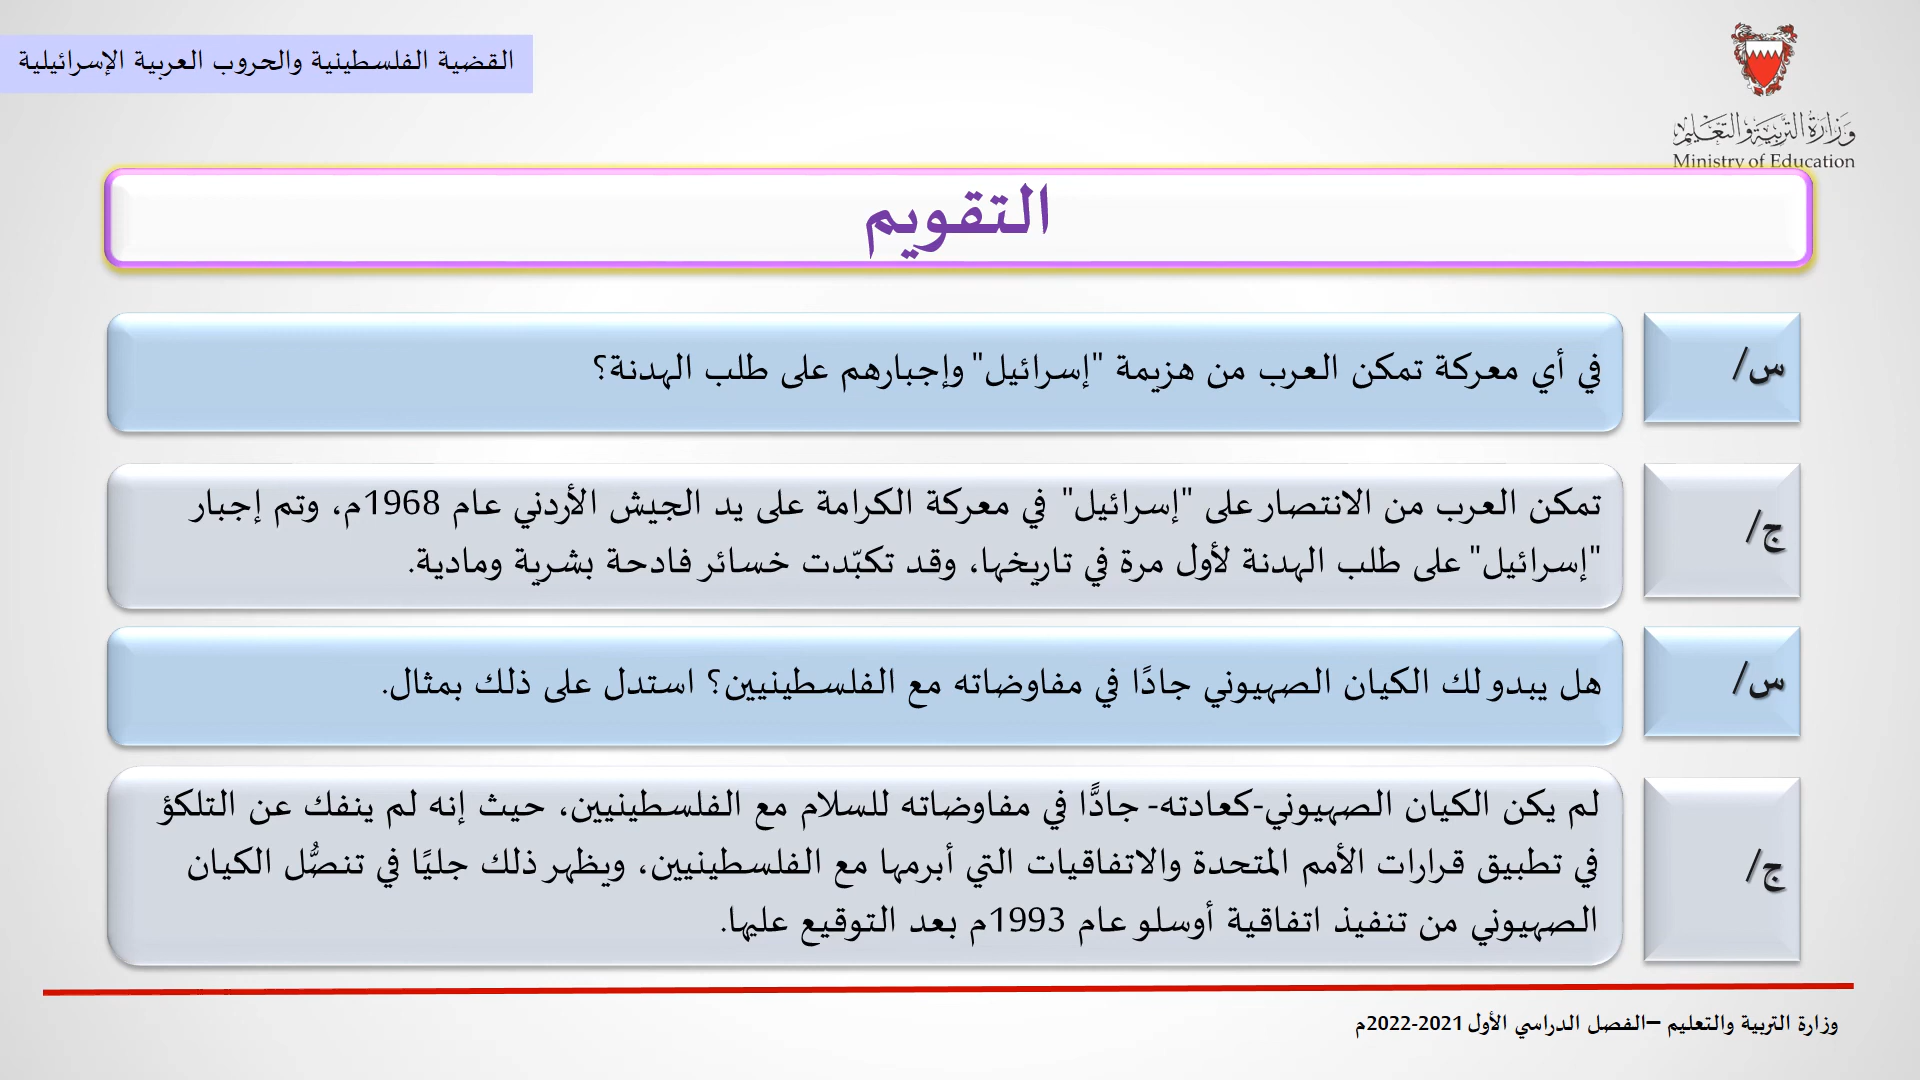 القضية الفلسطينية والحروب العربية الإسرائيلية
وزارة التربية والتعليم
Ministry of Education
التقويم
س/
في أي معركة تمكن العرب من هزيمة "إسرائيل" وإجبارهم على طلب الهدنة؟
ج/
تمكن العرب من الانتصار على "إسرائيل" في معركة الكرامة على يد الجيش الأردني عام 1968م، وتم إجبار
"إسرائيل" على طلب الهدنة لأول مرة في تاريخها، وقد تكبّدت خسائر فادحة بشرية ومادية.
س/
هل يبدو لك الكيان الصهيوني جادًا في مفاوضاته مع الفلسطينيين؟ استدل على ذلك بمثال.
ج/
لم يكن الكيان الصهيوني-كعادته- جادًّا في مفاوضاته للسلام مع الفلسطينيين، حيث إنه لم ينفك عن التلكؤ
في تطبيق قرارات الأمم المتحدة والاتفاقيات التي أبرمها مع الفلسطينيين، ويظهر ذلك جليًا في تنصُّل الكيان
الصهيوني من تنفيذ اتفاقية أوسلو عام 1993م بعد التوقيع عليها.
وزارة التربية والتعليم –الفصل الدراسي الأول 2021-2022م